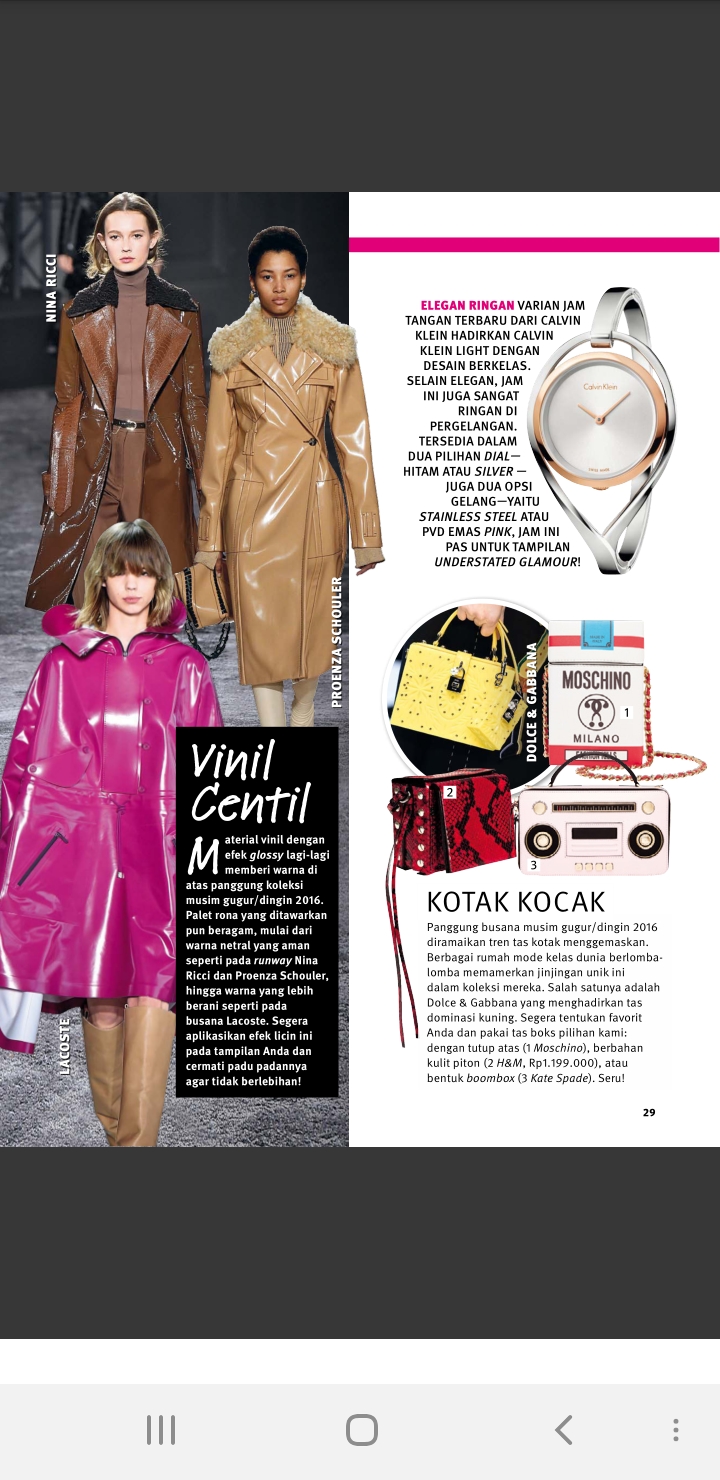 NINA RICCI
PROENZA SCHOULER
LACOSTE
Vinil
Centil
Material vinil dengan
efek glossy lagi-lagi
memberi warna di
atas panggung koleksi
musim gugur/dingin 2016.
Palet rona yang ditawarkan
pun beragam, mulai dari
warna netral yang aman
seperti pada runway Nina
Ricci dan Proenza Schouler,
hingga warna yang lebih
berani seperti pada
busana Lacoste. Segera
aplikasikan efek licin ini
pada tampilan Anda dan
cermati padu padannya
agar tidak berlebihan!
ELEGAN RINGAN VARIAN JAM
TANGAN TERBARU DARI CALVIN
KLEIN HADIRKAN CALVIN
KLEIN LIGHT DENGAN
DESAIN BERKELAS.
SELAIN ELEGAN, JAM
INI JUGA SANGAT
RINGAN DI
PERGELANGAN.
TERSEDIA DALAM
DUA PILIHAN DIAL—
HITAM ATAU SILVER —
JUGA DUA OPSI
GELANG—YAITU
STAINLESS STEEL ATAU
PVD EMAS PINK, JAM INI
PAS UNTUK TAMPILAN
UNDERSTATED GLAMOUR!
Calvin Klein
DOLCE & GABBANA
MOSCHINO
MILANO
FASHION KILLS
1
2
3
KOTAK KOCAK
Panggung busana musim gugur/dingin 2016
diramaikan tren tas kotak menggemaskan.
Berbagai rumah mode kelas dunia berlomba-
lomba memamerkan jinjingan unik ini
dalam koleksi mereka. Salah satunya adalah
Dolce & Gabbana yang menghadirkan tas
dominasi kuning. Segera tentukan favorit
Anda dan pakai tas boks pilihan kami:
dengan tutup atas (1 Moschino), berbahan
kulit piton (2 H&M, Rp1.199.000), atau
bentuk boombox (3 Kate Spade). Seru!
29